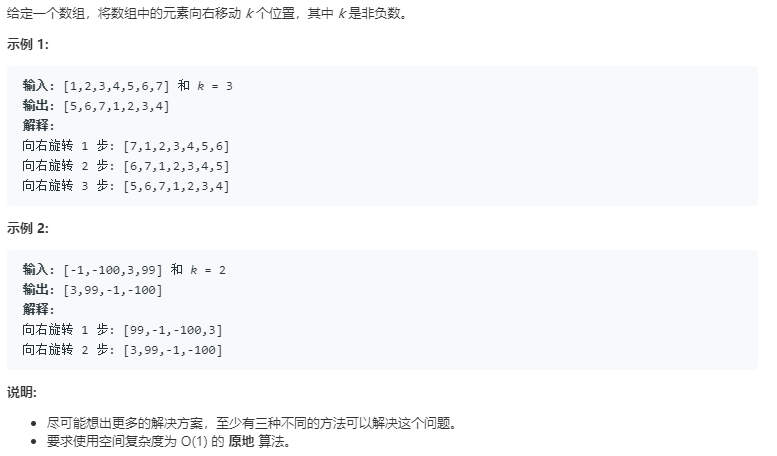 给定一个数组，将数组中的元素向右移动 k 个位置，其中 k 是非负数。
示例 1:
输入: [1,2,3,4,5,6,7] 和 k = 3
输出: [5,6,7,1,2,3,4]
解释:
向右旋转 1 步: [7,1,2,3,4,5,6]
向右旋转 2 步: [6,7,1,2,3,4,5]
向右旋转 3 步: [5,6,7,1,2,3,4]
示例 2:
输入: [-1,-100,3,99] 和 k = 2
输出: [3,99,-1,-100]
解释:
向右旋转 1 步: [99,-1,-100,3]
向右旋转 2 步: [3,99,-1,-100]
说明:
• 尽可能想出更多的解决方案，至少有三种不同的方法可以解决这个问题。
• 要求使用空间复杂度为 O(1) 的 原地 算法。